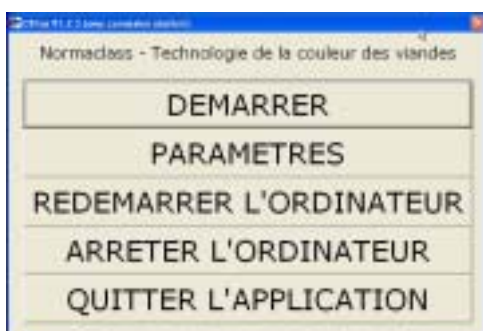 Normaclass - Technologie de la couleur des viandes
DEMARRER
PARAMETRES
REDEMARRER L'ORDINATEUR
ARRETER L'ORDINATEUR
QUITTER L'APPLICATION